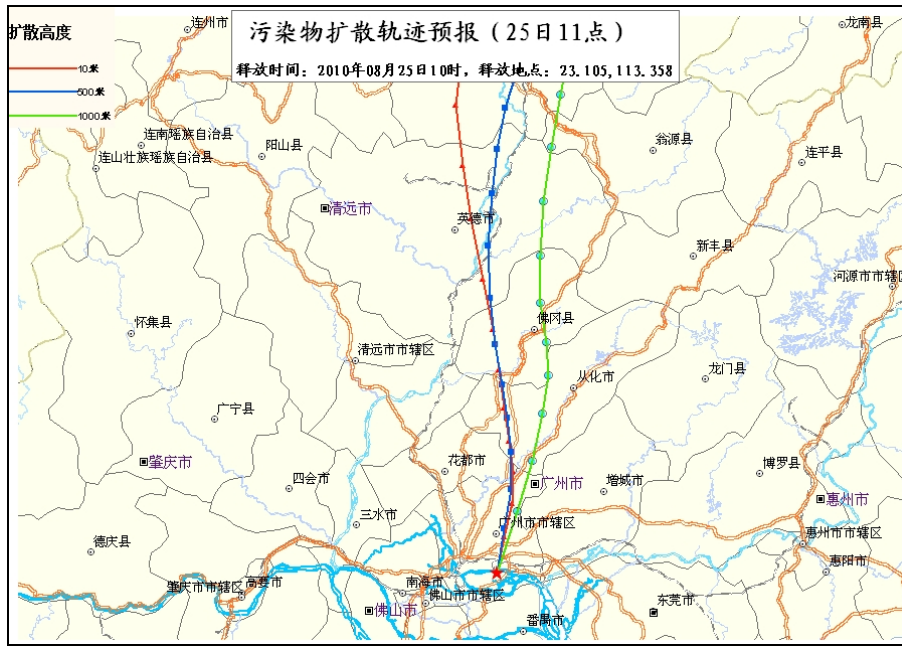 污染物扩散轨迹预报（25日11点）
释放时间：2010年08月25日10时，释放地点：23.105,113.358
扩散高度
10米
500米
1000米
连州市
龙南县
连南瑶族自治县
连山壮族瑶族自治县
阳山县
翁源县
连平县
清远市
英德市
新丰县
河源市市辖区
怀集县
佛冈县
清远市市辖区
龙门县
从化市
广宁县
肇庆市
花都市
博罗县
四会市
广州市
增城市
惠州市
三水市
广州市市辖区
德庆县
惠州市市辖区
惠阳市
肇庆市市辖区
高要市
南海市
佛山市市辖区
佛山市
东莞市
番禺市